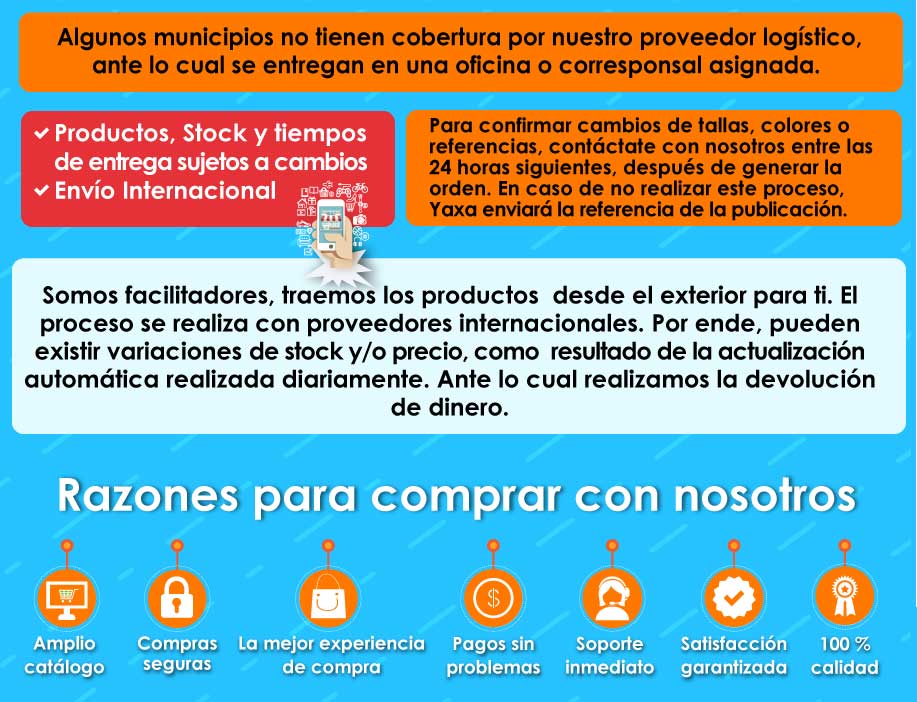 Algunos municipios no tienen cobertura por nuestro proveedor logístico,
ante lo cual se entregan en una oficina o corresponsal asignada.
Productos, Stock y tiempos
de entrega sujetos a cambios
Envío Internacional
Para confirmar cambios de tallas, colores o
referencias, contáctate con nosotros entre las
24 horas siguientes, después de generar la
orden. En caso de no realizar este proceso,
Yaxa enviará la referencia de la publicación.
Somos facilitadores, traemos los productos desde el exterior para ti. El
proceso se realiza con proveedores internacionales. Por ende, pueden
existir variaciones de stock y/o precio, como resultado de la actualización
automática realizada diariamente. Ante lo cual realizamos la devolución
de dinero.
Razones para comprar con nosotros
Amplio
catálogo
Compras
seguras
La mejor experiencia
de compra
$
Pagos sin
problemas
Soporte
inmediato
Satisfacción
garantizada
100 %
calidad